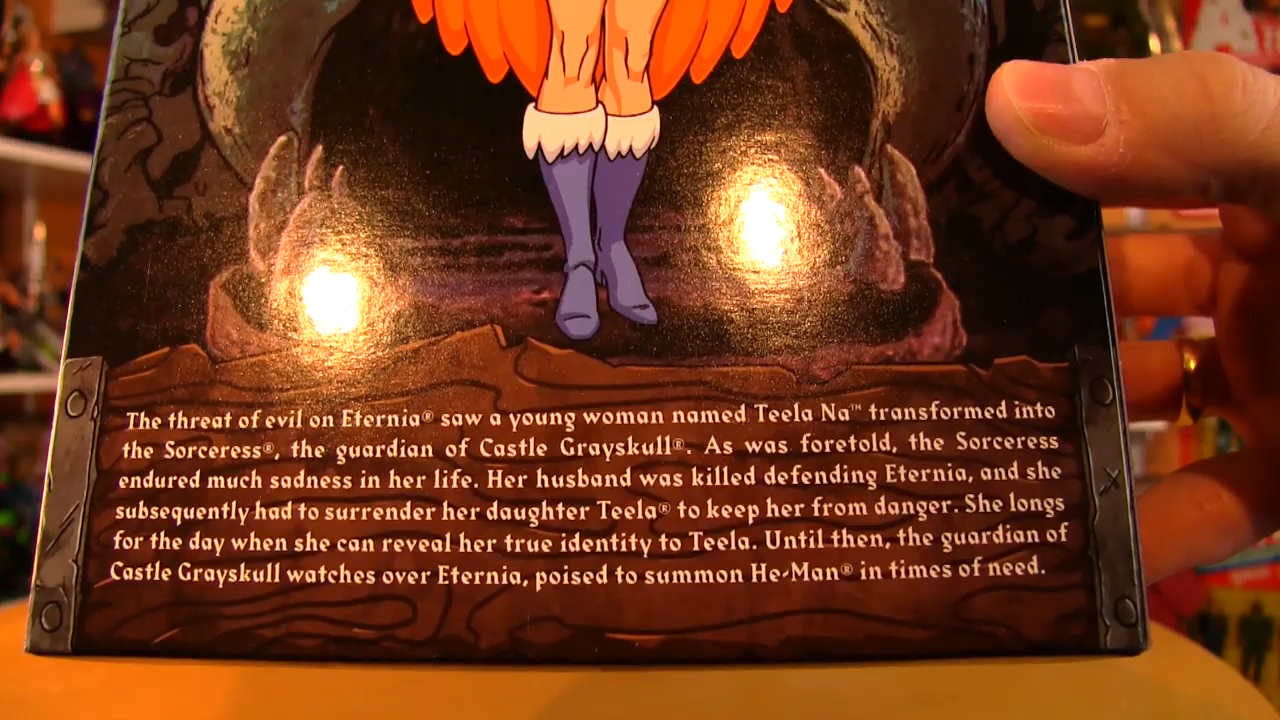 The threat of evil on Eternia® saw a young woman named Teela Na™ transformed into
the Sorceress®, the guardian of Castle Grayskull®. As was foretold, the Sorceress
endured much sadness in her life. Her husband was killed defending Eternia, and she
subsequently had to surrender her daughter Teela® to keep her from danger. She longs
for the day when she can reveal her true identity to Teela. Until then, the guardian of
Castle Grayskull watches over Eternia, poised to summon He-Man® in times of need.